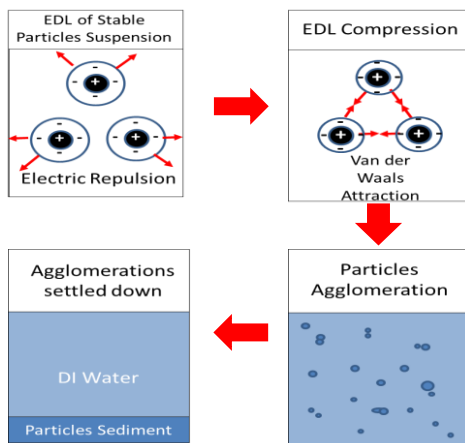 EDL of Stable
Particles Suspension
+
+
+
Electric Repulsion
EDL Compression
+
+
+
Van der
Waals
Attraction
Agglomerations
settled down
DI Water
Particles Sediment
Particles
Agglomeration